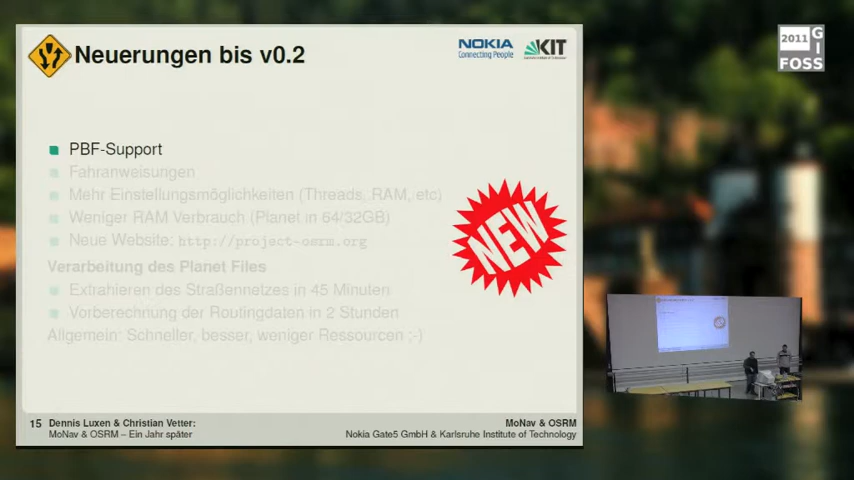 Neuerungen bis v0.2
NOKIA
Connecting People
KIT
2011
G
I
FOSS
PBF-Support
Fahranweisungen
Mehr Einstellungsmöglichkeiten (Threads, RAM, etc)
Weniger RAM Verbrauch (Planet in 64/32GB)
Neue Website: http://project-osrm.org
NEW
Verarbeitung des Planet Files
Extrahieren des Straßennetzes in 45 Minuten
Vorberechnung der Routingdaten in 2 Stunden
Allgemein: Schneller, besser, weniger Ressourcen ;-)
15 Dennis Luxen & Christian Vetter:
MoNav & OSRM – Ein Jahr später
MoNav & OSRM
Nokia Gate5 GmbH & Karlsruhe Institute of Technology